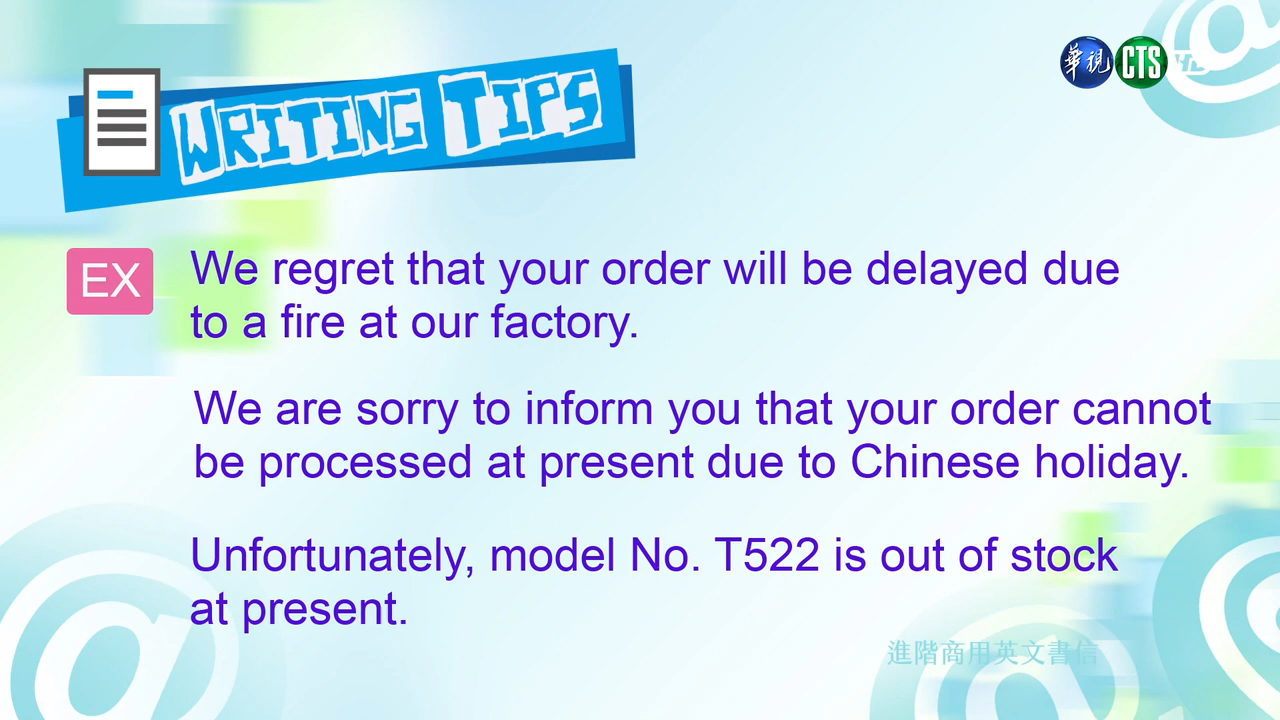 華視 CTS HD
WRITING TIPS
EX
We regret that your order will be delayed due
to a fire at our factory.
We are sorry to inform you that your order cannot
be processed at present due to Chinese holiday.
Unfortunately, model No. T522 is out of stock
at present.
進階商用英文書信